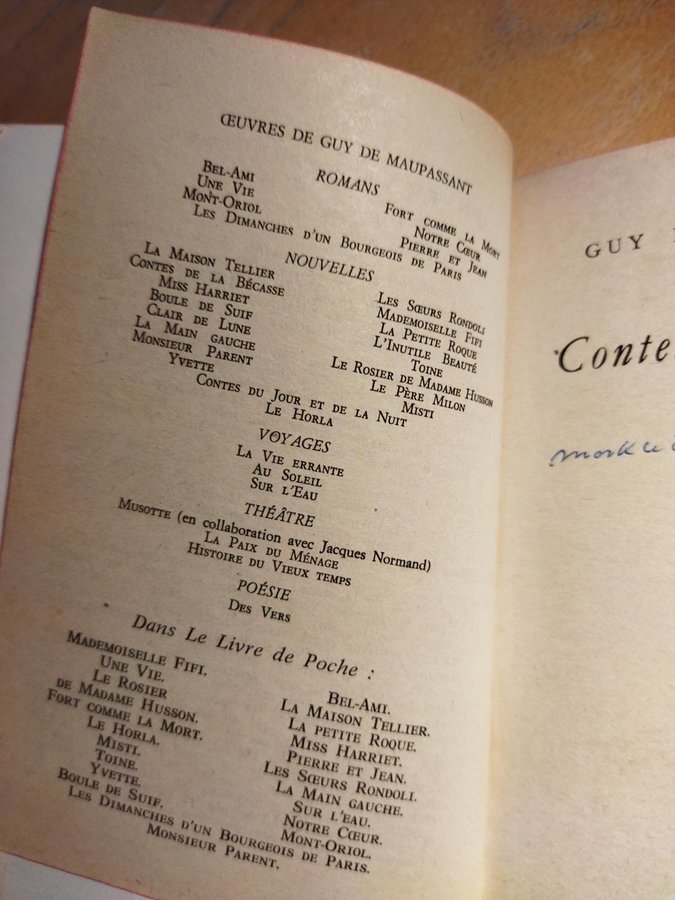 ŒUVRES DE GUY DE MAUPASSANT
ROMANS
BEL-AMI
UNE VIE
MONT-ORIOL
FORT COMME LA MORT
NOTRE CŒUR
PIERRE ET JEAN
LES DIMANCHES D'UN BOURGEOIS DE PARIS
NOUVELLES
LA MAISON TELLIER
CONTES DE LA BÉCASSE
MISS HARRIET
BOULE DE SUIF
CLAIR DE LUNE
LA MAIN GAUCHE
MONSIEUR PARENT
YVETTE
LES SŒURS RONDOLI
MADEMOISELLE FIFI
LA PETITE ROQUE
L'INUTILE BEAUTÉ
TOINE
LE ROSIER DE MADAME HUSSON
LE PÈRE MILON
MISTI
CONTES DU JOUR ET DE LA NUIT
LE HORLA
VOYAGES
LA VIE ERRANTE
AU SOLEIL
SUR L'EAU
THÉÂTRE
MUSOTTE (en collaboration avec Jacques Normand)
LA PAIX DU MÉNAGE
HISTOIRE DU VIEUX TEMPS
POÉSIE
DES VERS
Dans Le Livre de Poche :
MADEMOISELLE FIFI.
UNE VIE.
LE ROSIER
DE MADAME HUSSON.
FORT COMME LA MORT.
LE HORLA.
MISTI.
TOINE.
YVETTE.
BOULE DE SUIF.
BEL-AMI.
LA MAISON TELLIER.
LA PETITE ROQUE.
MISS HARRIET.
PIERRE ET JEAN.
LES SŒURS RONDOLI.
LA MAIN GAUCHE.
SUR L'EAU.
NOTRE CŒUR.
MONT-ORIOL.
LES DIMANCHES D'UN BOURGEOIS DE PARIS.
MONSIEUR PARENT.
GUY
Conte